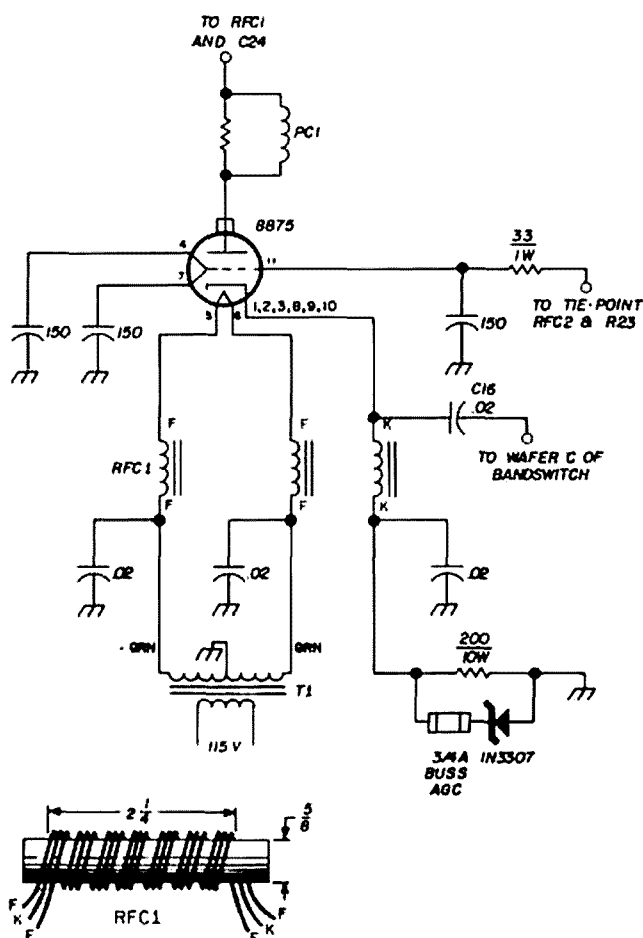 TO RFC1
AND C24
PC1
8875
4
7
11
33
1W
5
6
1,2,3,8,9,10
TO TIE-POINT
RFC2 & R23
150
150
150
C16
.02
TO WAFER C OF
BANDSWITCH
F
F
K
RFC1
F
F
K
.02
.02
.02
GRN
GRN
T1
115 V
200
10W
3/4A
BUSS
AGC
1N3307
2 1/4
5/8
F
K
F
F
K
F
RFC1